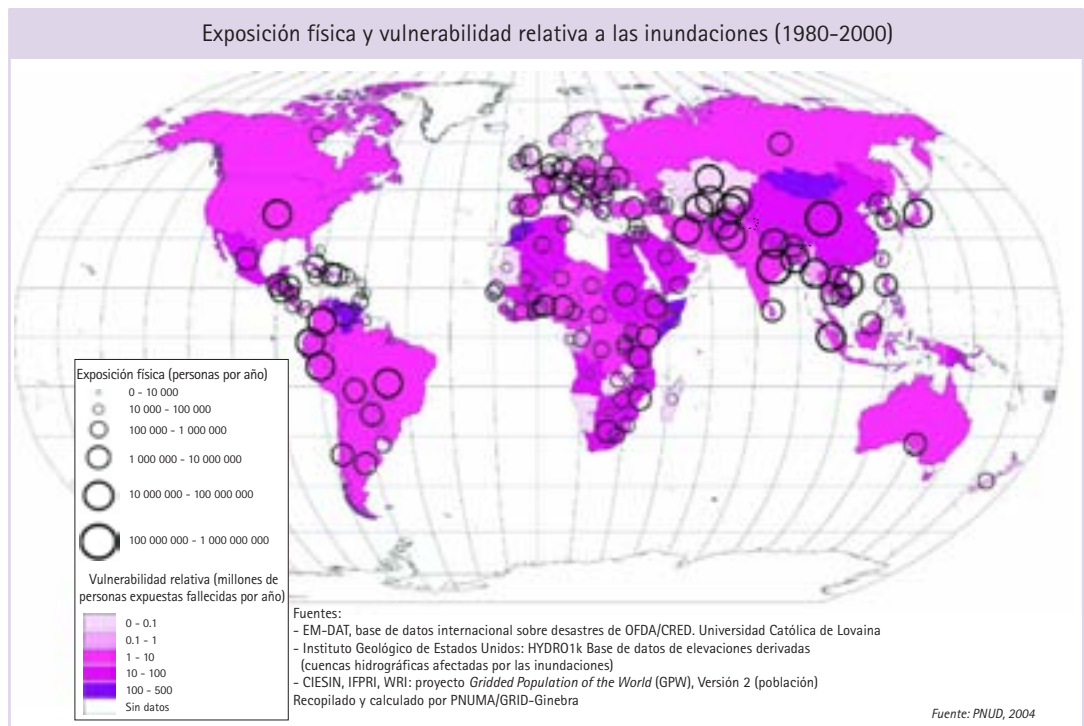 Exposición física y vulnerabilidad relativa a las inundaciones (1980-2000)
Exposición física (personas por año)
0 - 10 000
10 000 - 100 000
100 000 - 1 000 000
1 000 000 - 10 000 000
10 000 000 - 100 000 000
100 000 000 - 1 000 000 000
Vulnerabilidad relativa (millones de
personas expuestas fallecidas por año)
0 - 0.1
0.1 - 1
1 - 10
10 - 100
100 - 500
Sin datos
Fuentes:
- EM-DAT, base de datos internacional sobre desastres de OFDA/CRED. Universidad Católica de Lovaina
- Instituto Geológico de Estados Unidos: HYDRO1k Base de datos de elevaciones derivadas
(cuencas hidrográficas afectadas por las inundaciones)
- CIESIN, IFPRI, WRI: proyecto Gridded Population of the World (GPW), Versión 2 (población)
Recopilado y calculado por PNUMA/GRID-Ginebra
Fuente: PNUD, 2004